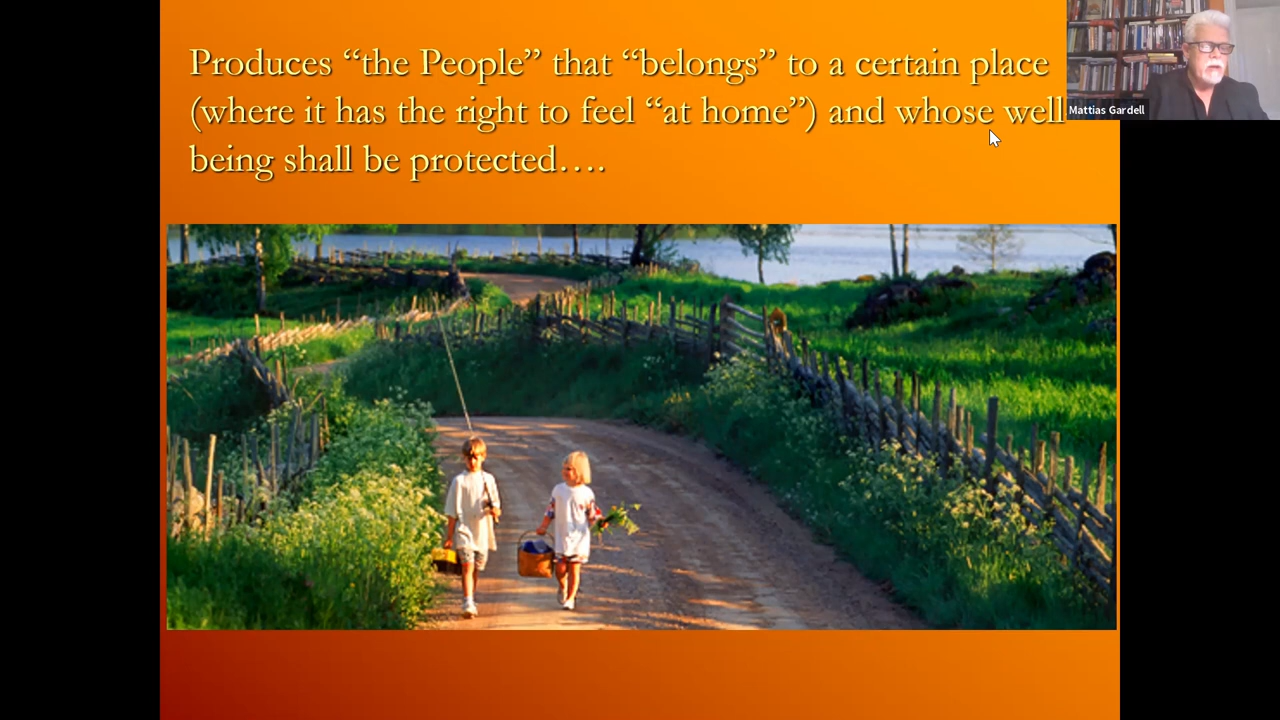 Produces “the People” that “belongs” to a certain place
(where it has the right to feel “at home”) and whose well
being shall be protected….
Mattias Gardell